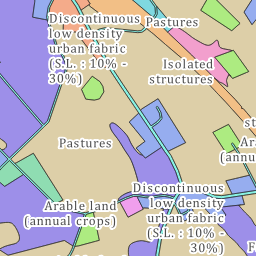 Discontinuous
low density
urban fabric
(S.L. : 10% -
30%)
Pastures
Isolated
structures
Pastures
Arable land
(annual crops)
Discontinuous
low density
urban fabric
(S.L. : 10% -
30%)